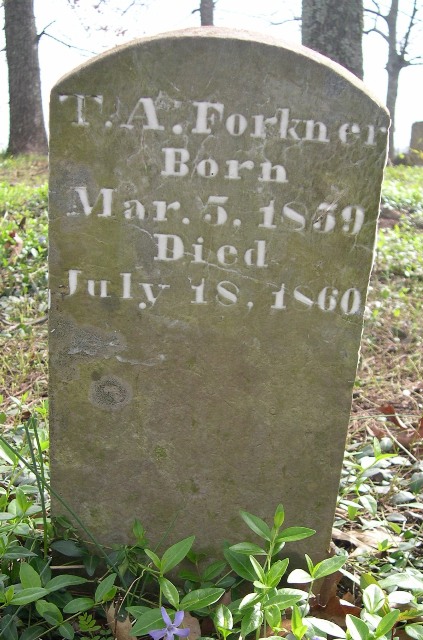 T. A. Forkner
Born
Mar. 5. 1859
Died
July 18, 1860.